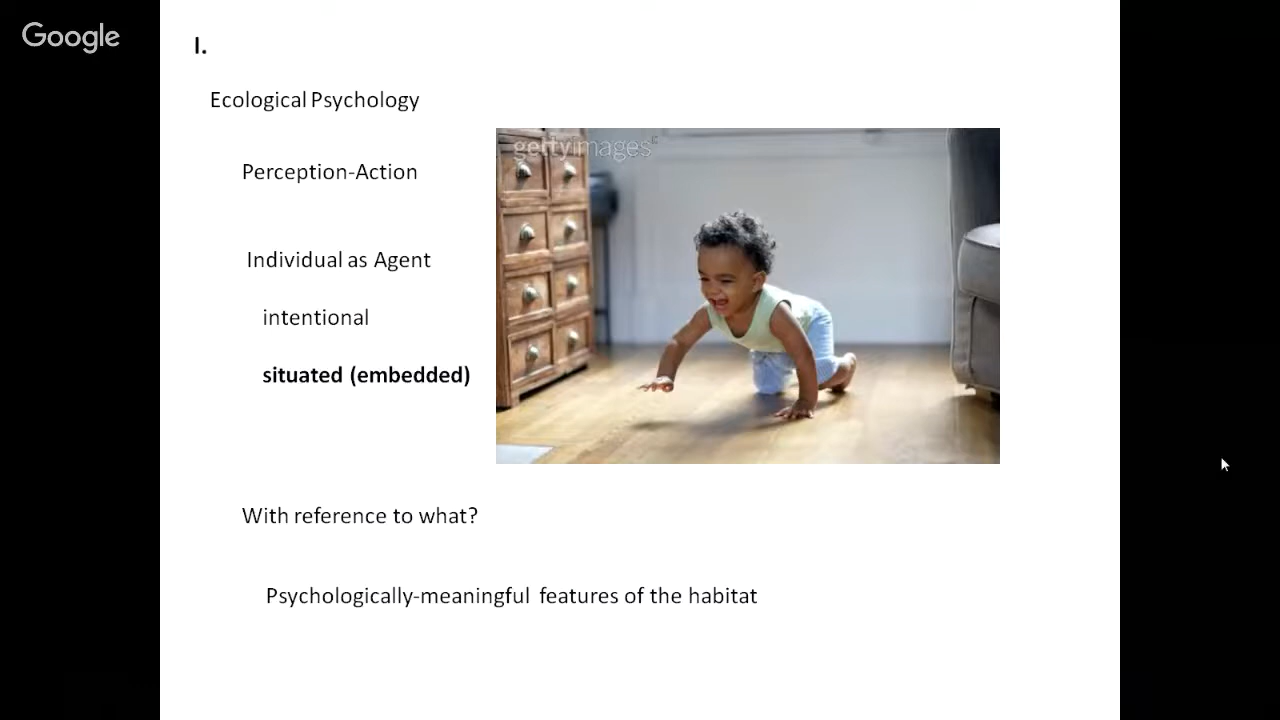 Google
I.
Ecological Psychology
gettyimages
Perception-Action
Individual as Agent
intentional
situated (embedded)
With reference to what?
Psychologically-meaningful features of the habitat